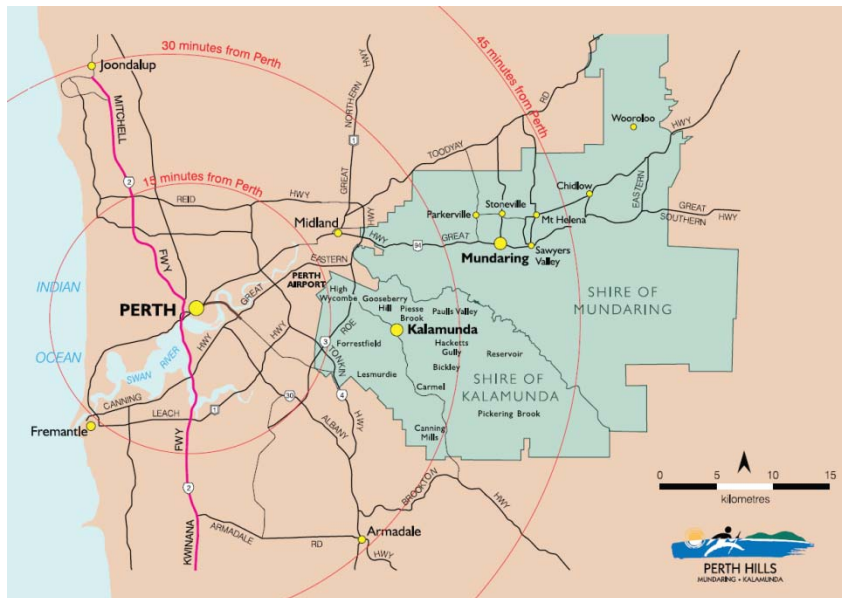 30 minutes from Perth
45 minutes from Perth
15 minutes from Perth
Joondalup
MITCHELL
2
FWY
REID
HWY
GREAT
NORTHERN
HWY
1
TOODYAY
RD
Wooroloo
HWY
Chidlow
EASTERN
GREAT
SOUTHERN
HWY
Midland
HWY
HWY
94
GREAT
Parkerville
Stoneville
Mt Helena
Mundaring
Sawyers
Valley
EASTERN
PERTH
AIRPORT
GREAT
HWY
INDIAN
OCEAN
PERTH
SWAN
RIVER
High
Wycombe
Gooseberry
Hill
Piesse
Brook
Paulls Valley
Kalamunda
SHIRE OF
MUNDARING
ROE
HWY
3
TONKIN
4
HWY
Forrestfield
Hacketts
Gully
Reservoir
Bickley
Lesmurdie
Carmel
SHIRE OF
KALAMUNDA
Pickering Brook
Canning
Mills
CANNING
HWY
LEACH
1
30
ALBANY
Fremantle
FWY
2
KWINANA
ARMADALE
RD
Armadale
HWY
BROOKTON
HWY
0 5 10 15
kilometres
PERTH HILLS
MUNDARING • KALAMUNDA